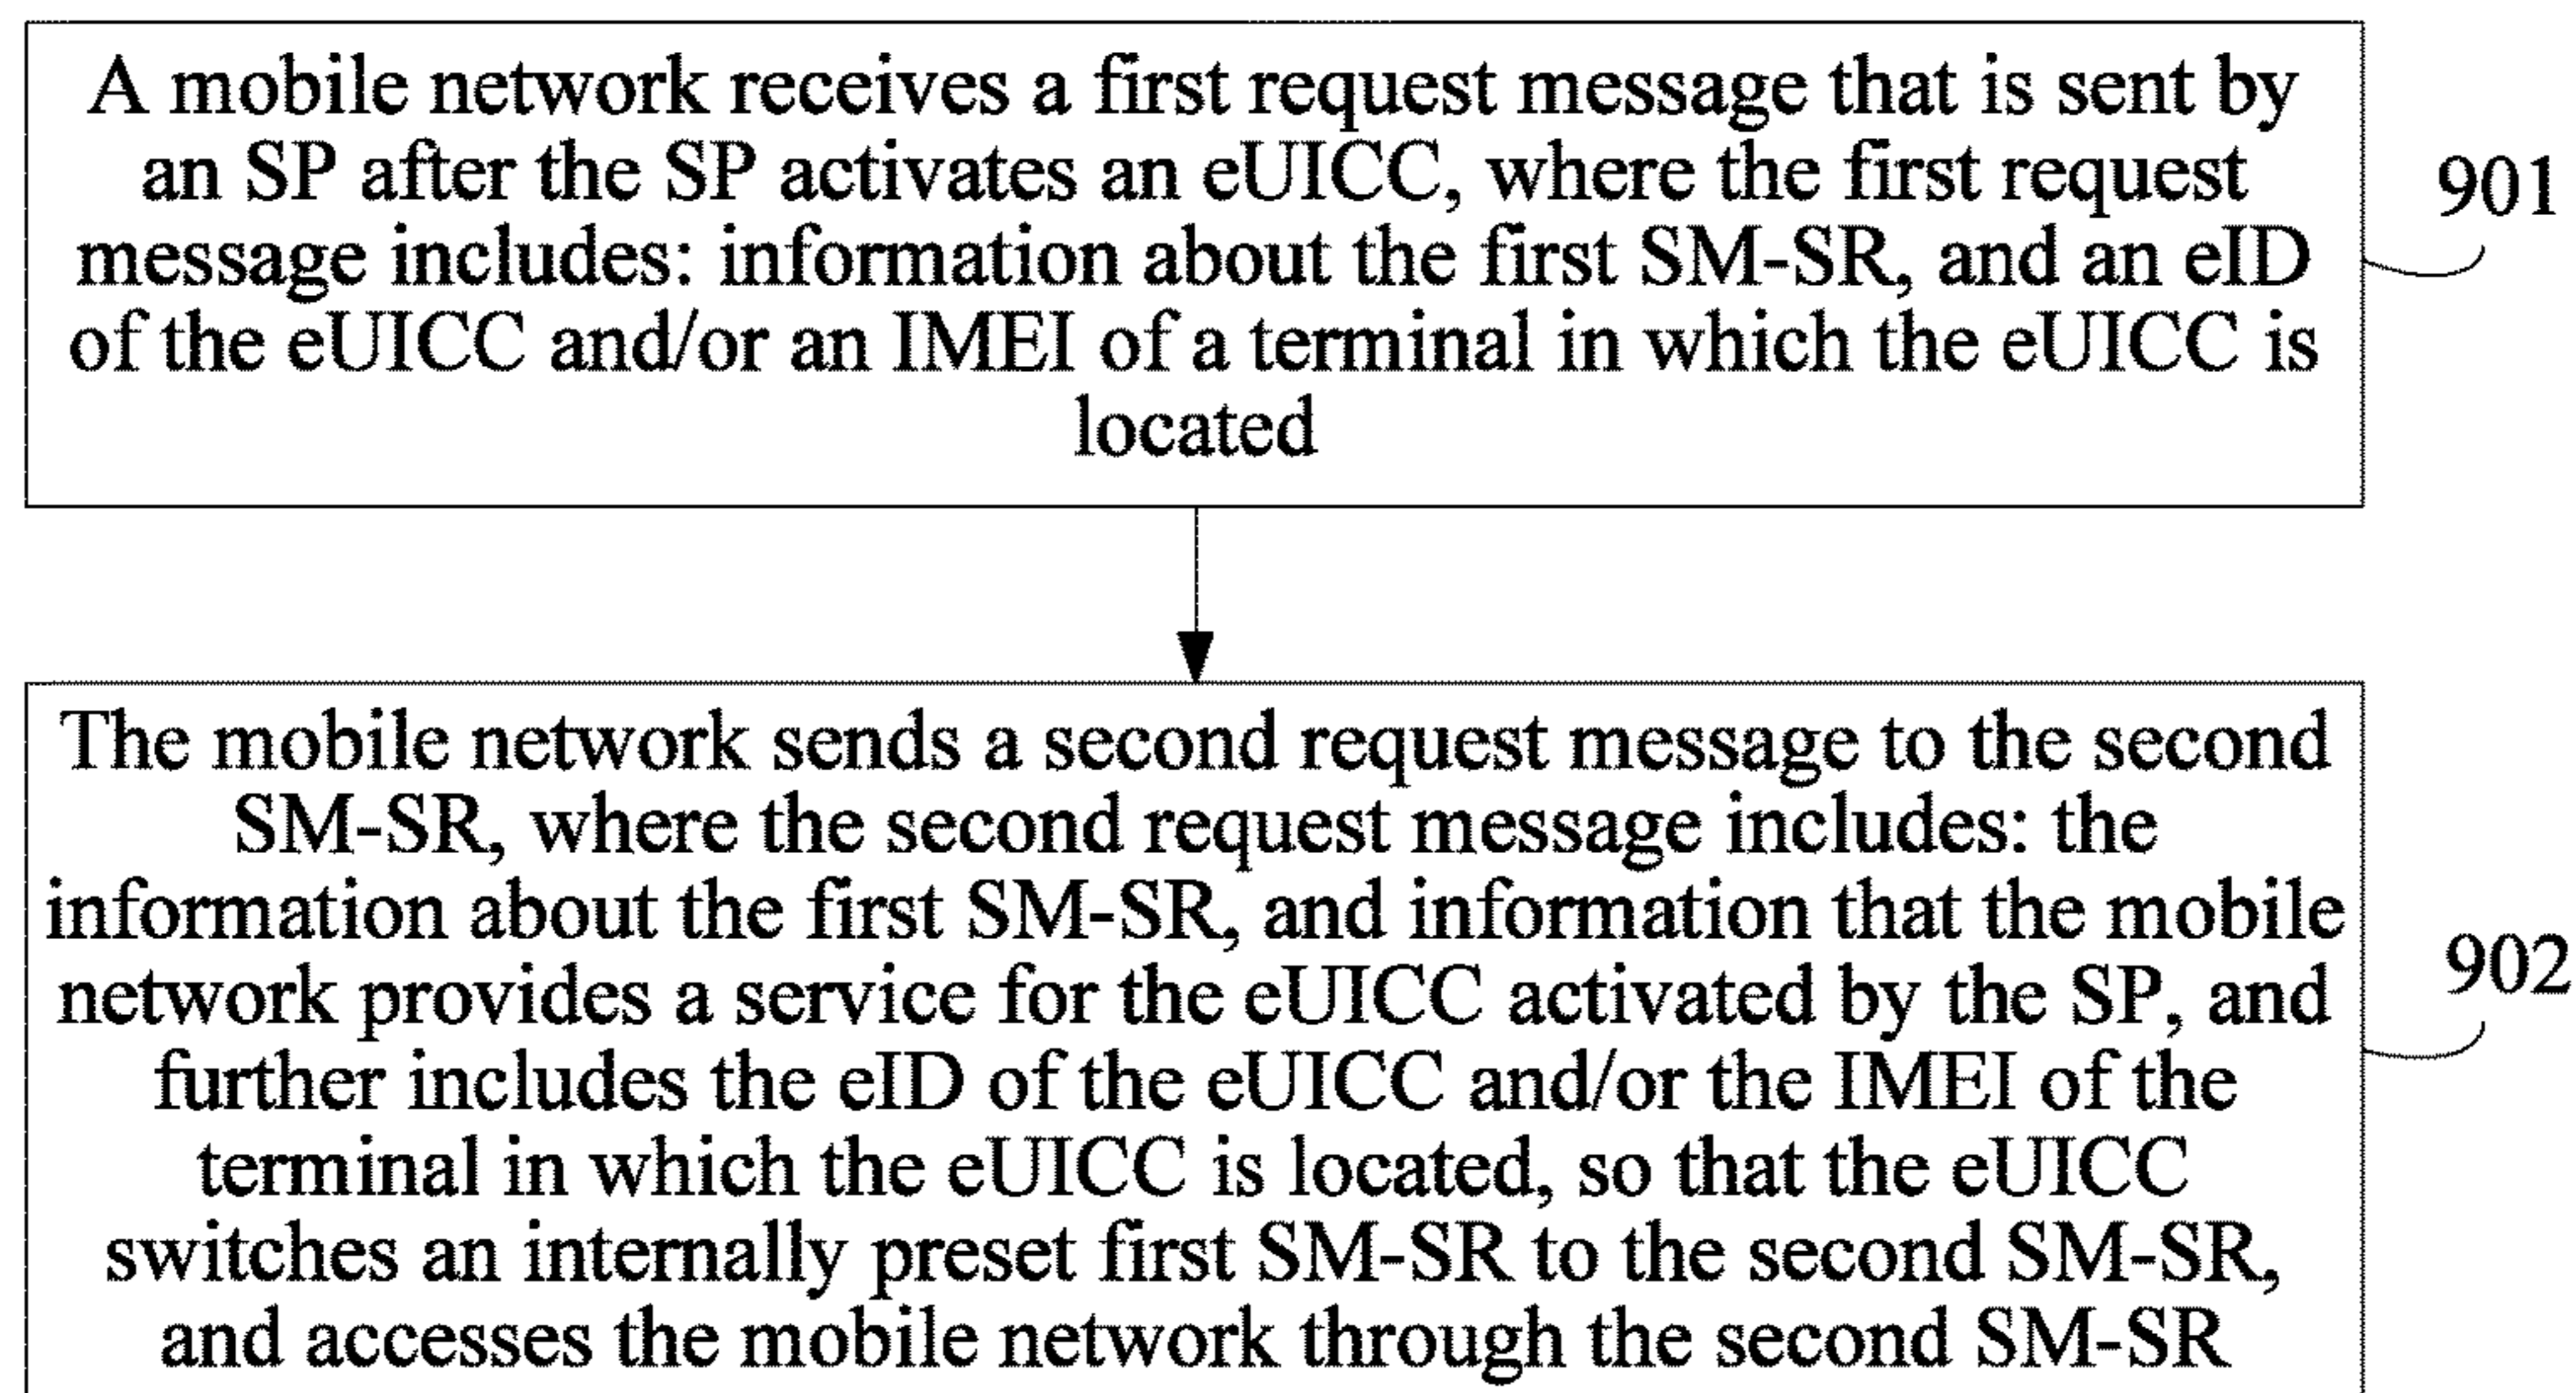 A mobile network receives a first request message that is sent by
an SP after the SP activates an eUICC, where the first request
message includes: information about the first SM-SR, and an eID
of the eUICC and/or an IMEI of a terminal in which the eUICC is
located
901
The mobile network sends a second request message to the second
SM-SR, where the second request message includes: the
information about the first SM-SR, and information that the mobile
network provides a service for the eUICC activated by the SP, and
further includes the eID of the eUICC and/or the IMEI of the
terminal in which the eUICC is located, so that the eUICC
switches an internally preset first SM-SR to the second SM-SR,
and accesses the mobile network through the second SM-SR
902